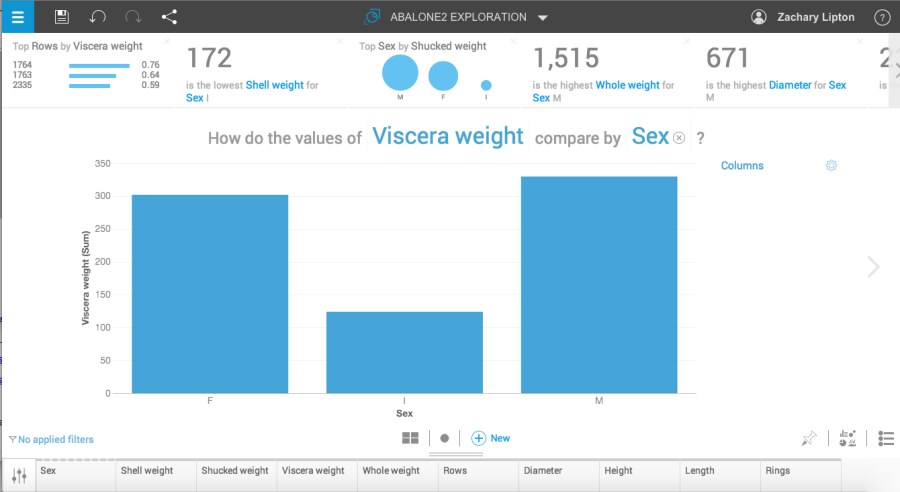 ABALONE2 EXPLORATION
Zachary Lipton
?
Top Rows by Viscera weight
1764 0.76
1763 0.64
2335 0.59
172
is the lowest Shell weight for
Sex I
Top Sex by Shucked weight
M F I
1,515
is the highest Whole weight for
Sex M
671
is the highest Diameter for Sex
M
is
How do the values of Viscera weight compare by Sex ?
Columns
350
300
250
200
150
100
50
0
Viscera weight (Sum)
F I M
Sex
No applied filters
New
Sex Shell weight Shucked weight Viscera weight Whole weight Rows Diameter Height Length Rings